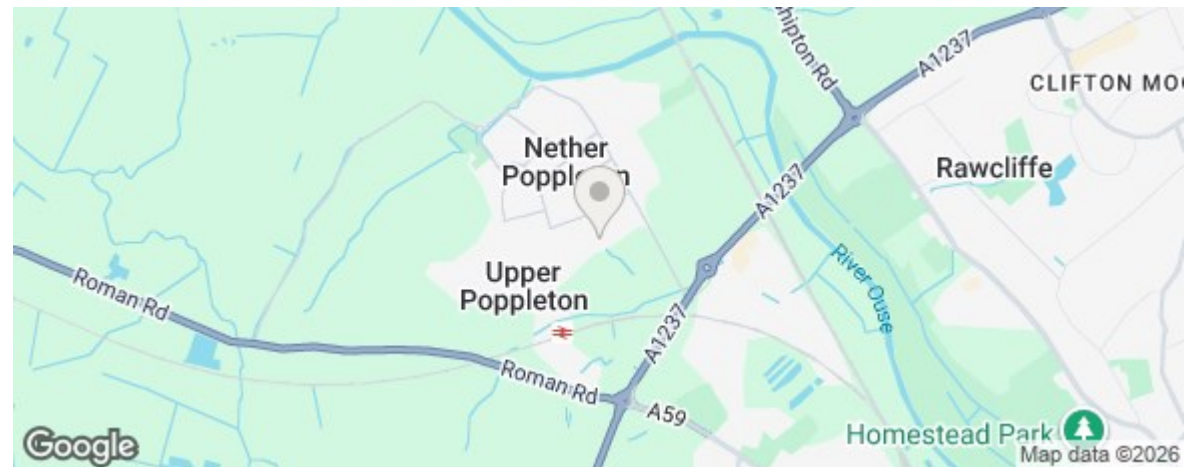 Shipton Rd
A1237
CLIFTON MO
Nether
Poppleton
A1237
Rawcliffe
River Ouse
Upper
Poppleton
Roman Rd
A1237
Roman Rd
A59
Homestead Park
Google
Map data ©2026